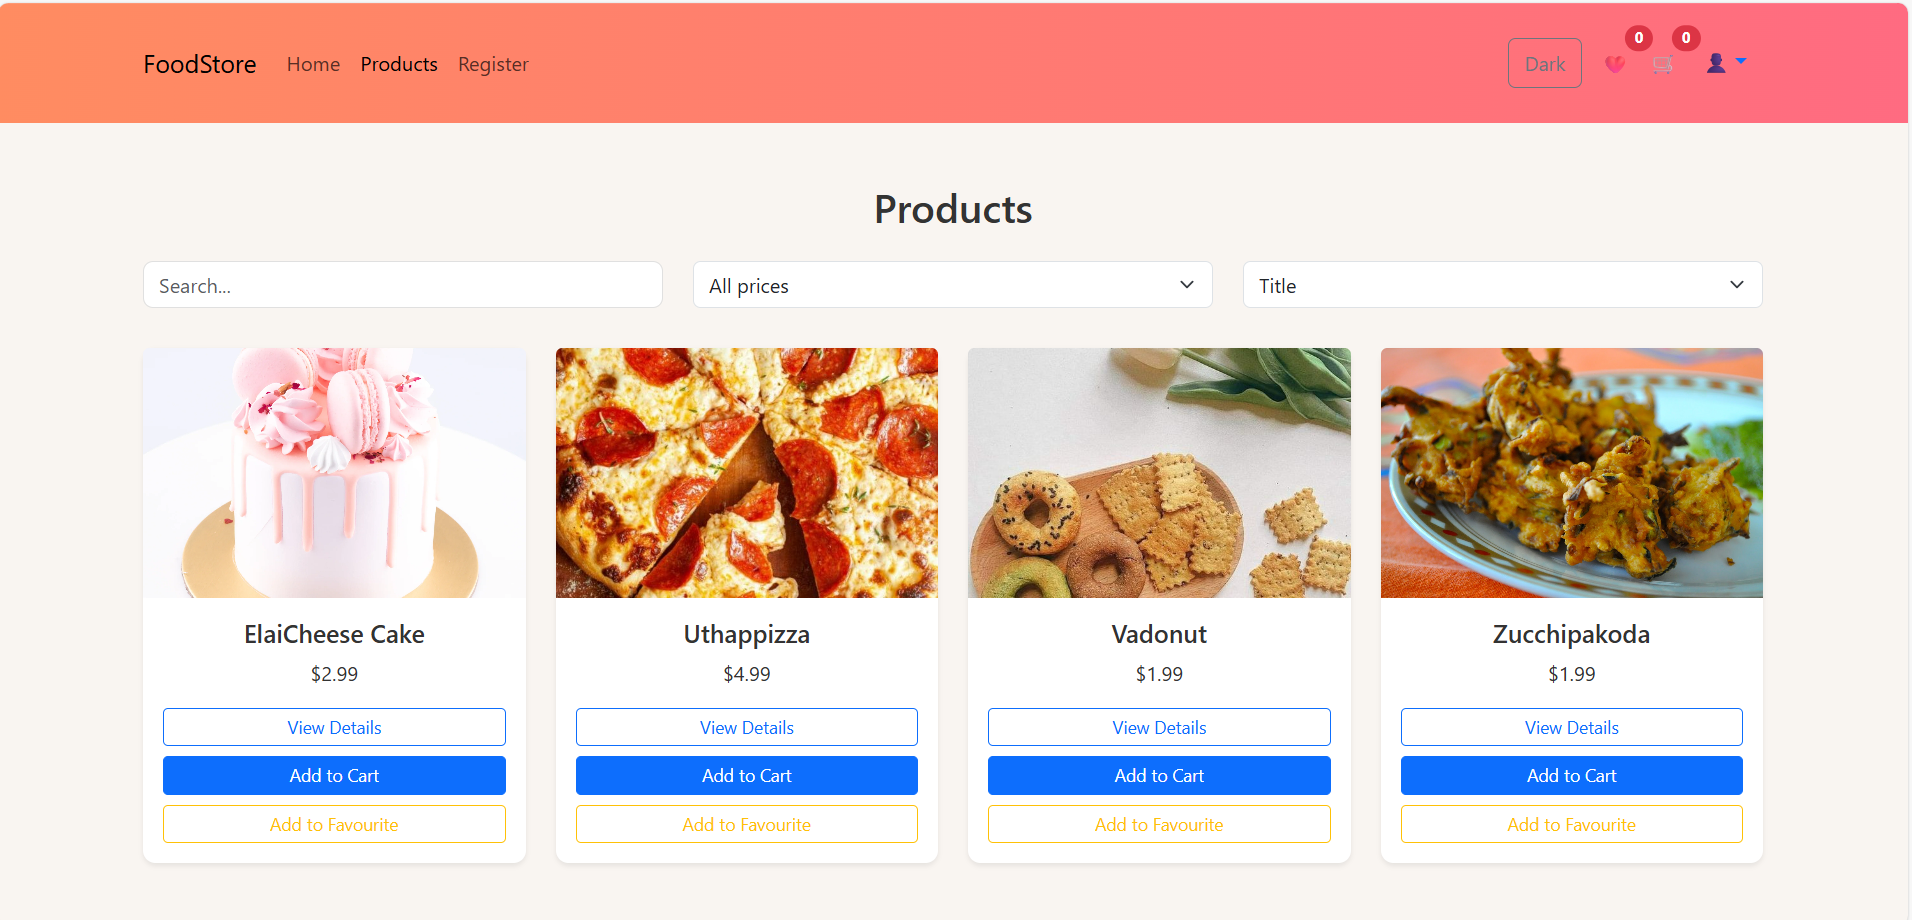 FoodStore Home Products Register Dark 0 0
Products
Search... All prices Title
ElaiCheese Cake Uthappizza Vadonut Zucchipakoda
$2.99 $4.99 $1.99 $1.99
View Details View Details View Details View Details
Add to Cart Add to Cart Add to Cart Add to Cart
Add to Favourite Add to Favourite Add to Favourite Add to Favourite